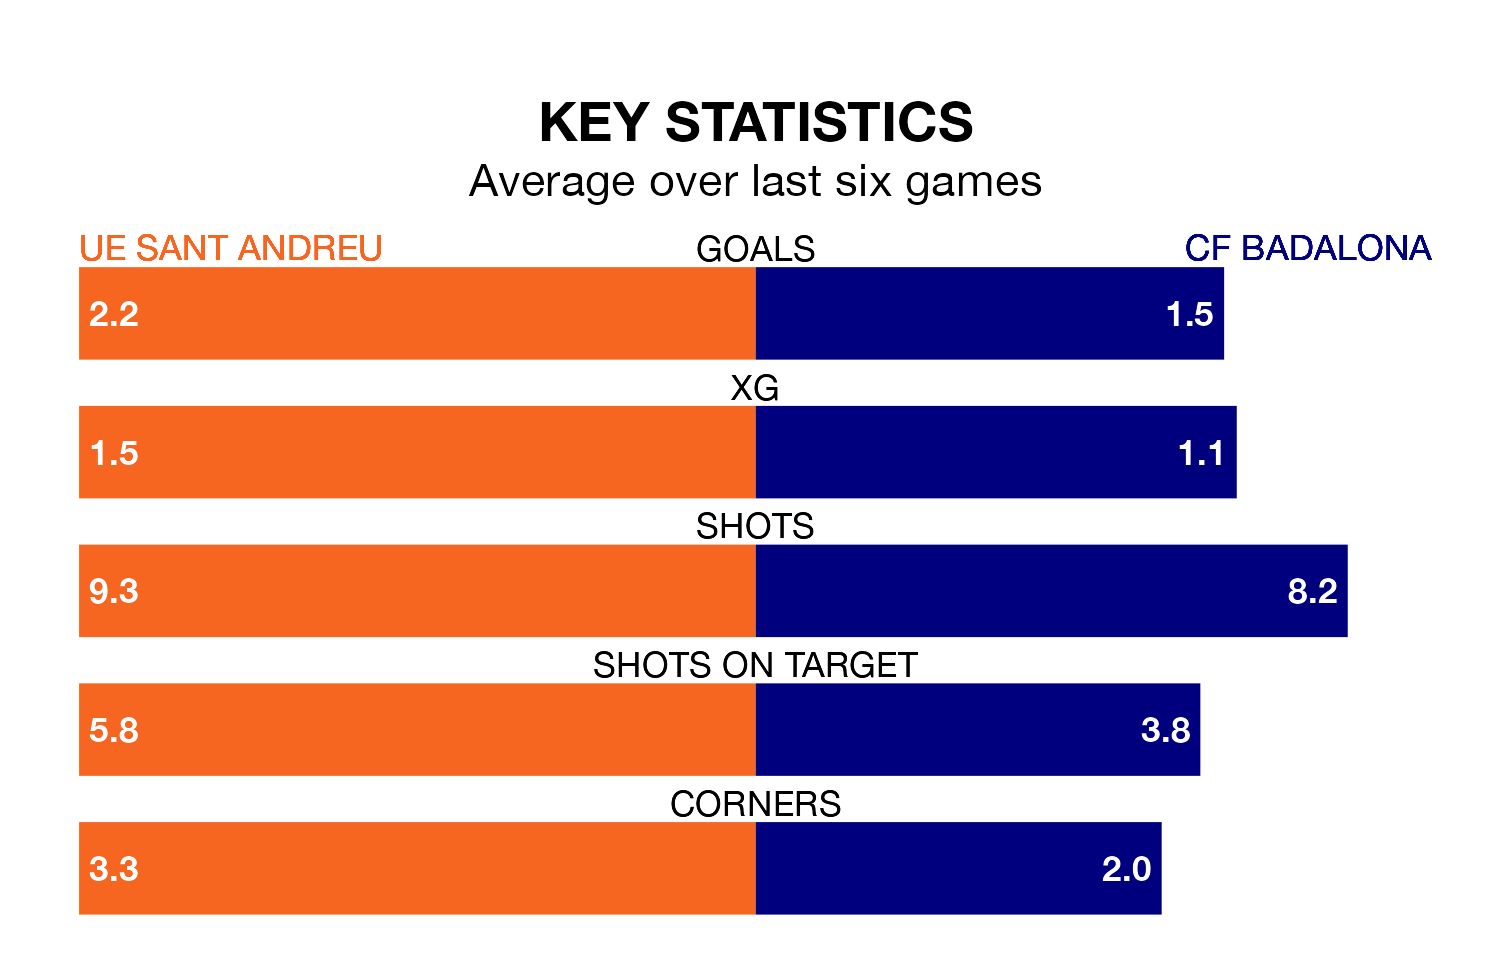 KEY STATISTICS
Average over last six games
UE SANT ANDREU GOALS CF BADALONA
2.2 1.5
XG
1.5 1.1
SHOTS
9.3 8.2
SHOTS ON TARGET
5.8 3.8
CORNERS
3.3 2.0